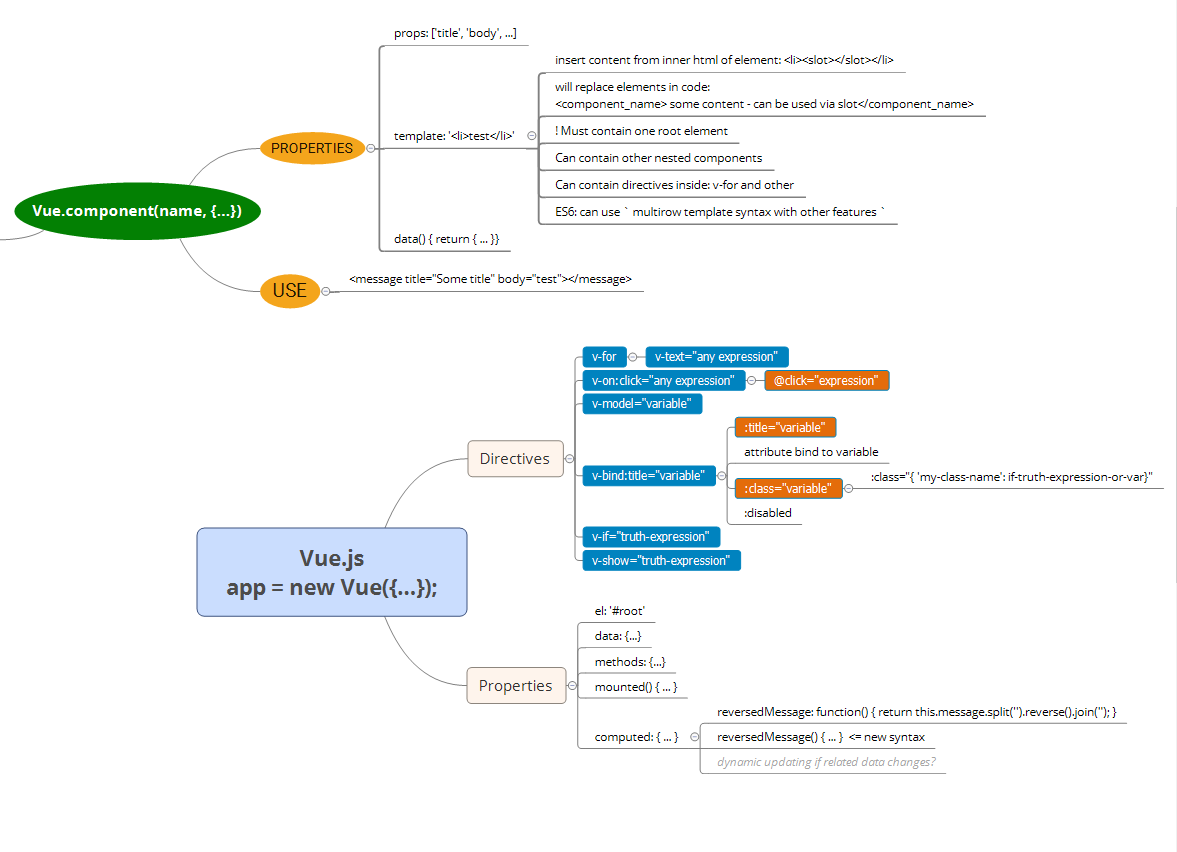 props: ['title', 'body', ...]
insert content from inner html of element: <li><slot></slot></li>
will replace elements in code:
<component_name> some content - can be used via slot</component_name>
template: '<li>test</li>'
! Must contain one root element
PROPERTIES
Can contain other nested components
Can contain directives inside: v-for and other
Vue.component(name, {...})
ES6: can use ` multirow template syntax with other features `
data() { return { ... }}
USE
<message title="Some title" body="test"></message>
Directives
v-for
v-text="any expression"
v-on:click="any expression"
@click="expression"
v-model="variable"
v-bind:title="variable"
:title="variable"
attribute bind to variable
:class="variable"
:class="{ 'my-class-name': if-truth-expression-or-var}"
:disabled
v-if="truth-expression"
v-show="truth-expression"
Vue.js
app = new Vue({...});
Properties
el: '#root'
data: {...}
methods: {...}
mounted() { ... }
computed: { ... }
reversedMessage: function() { return this.message.split('').reverse().join(''); }
reversedMessage() { ... } <= new syntax
dynamic updating if related data changes?